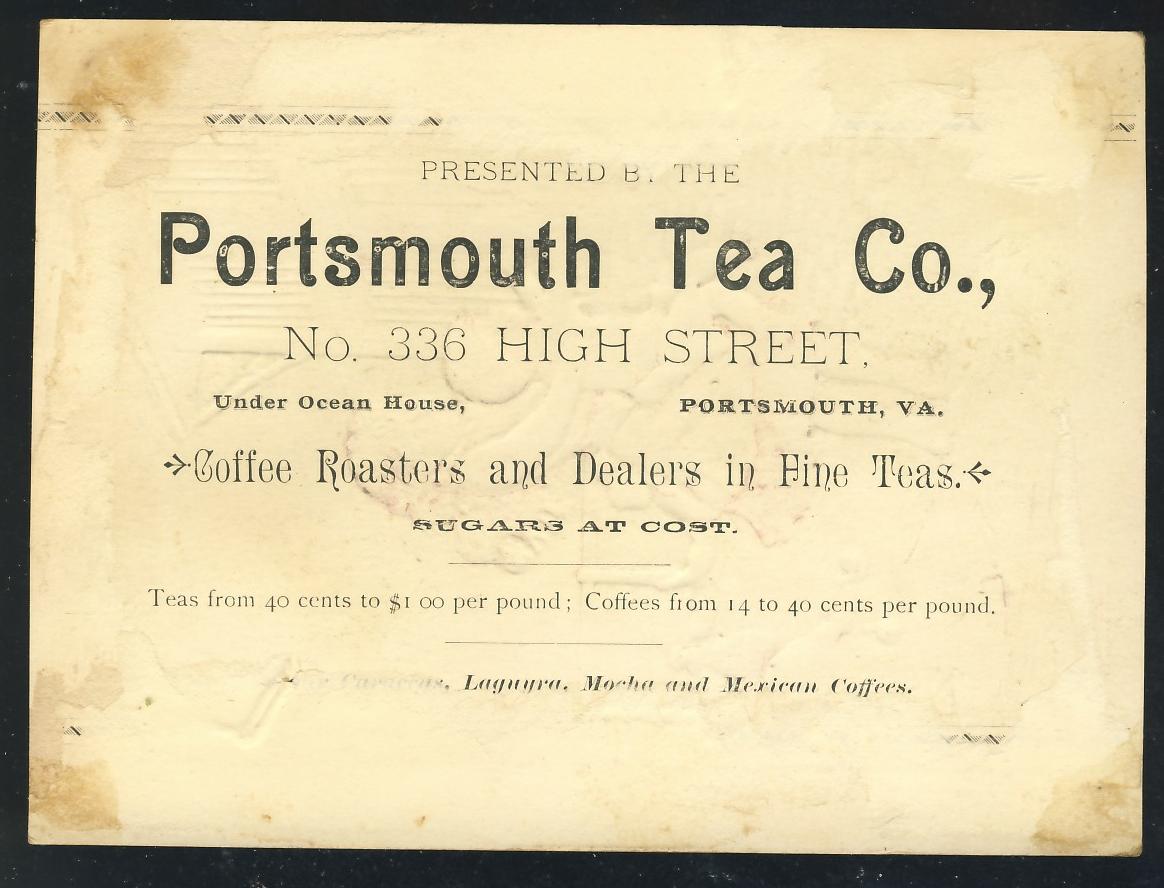 PRESENTED B. THE
Portsmouth Tea Co.,
No. 336 HIGH STREET,
Under Ocean House, PORTSMOUTH, VA.
Coffee Roasters and Dealers in Fine Teas.
SUGARS AT COST.
Teas from 40 cents to $1 00 per pound; Coffees from 14 to 40 cents per pound.
Laguyra, Mocha and Mexican Coffees.